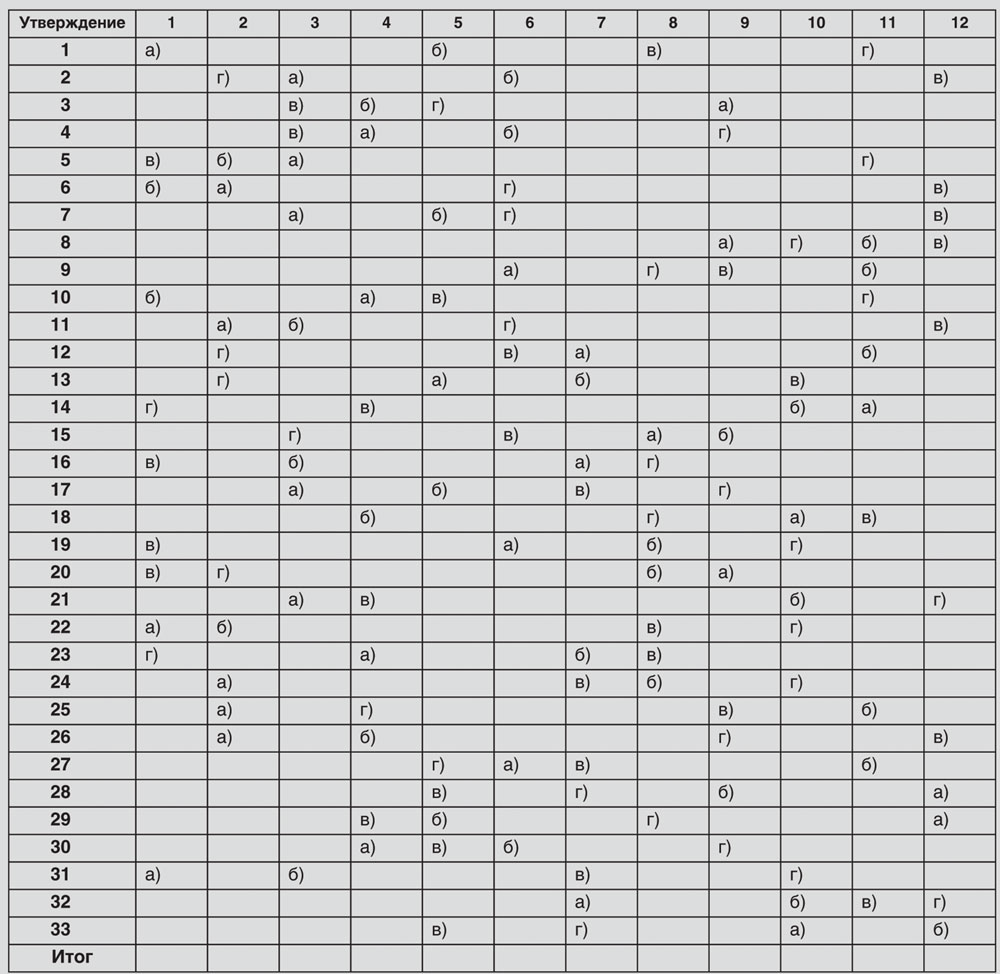 Утверждение 1 2 3 4 5 6 7 8 9 10 11 12
1 а) б) в) г)
2 г) а) б) в)
3 в) б) г) а)
4 в) а) б) г)
5 в) б) а) г)
6 б) а) г) в)
7 а) б) г) в)
8 а) г) б) в)
9 а) г) в) б)
10 б) а) в) г)
11 а) б) г) в)
12 г) в) а) б)
13 г) а) б) в)
14 г) в) б) а)
15 г) в) а) б)
16 в) б) а) г)
17 а) б) в) г)
18 б) г) а) в)
19 в) а) б) г)
20 в) г) б) а)
21 а) в) б) г)
22 а) б) в) г)
23 г) а) б) в)
24 а) в) б) г)
25 а) г) в) б)
26 а) б) г) в)
27 г) а) в) б)
28 в) г) б) а)
29 в) б) г) а)
30 а) в) б) г)
31 а) б) в) г)
32 а) б) в) г)
33 в) г) а) б)
Итог